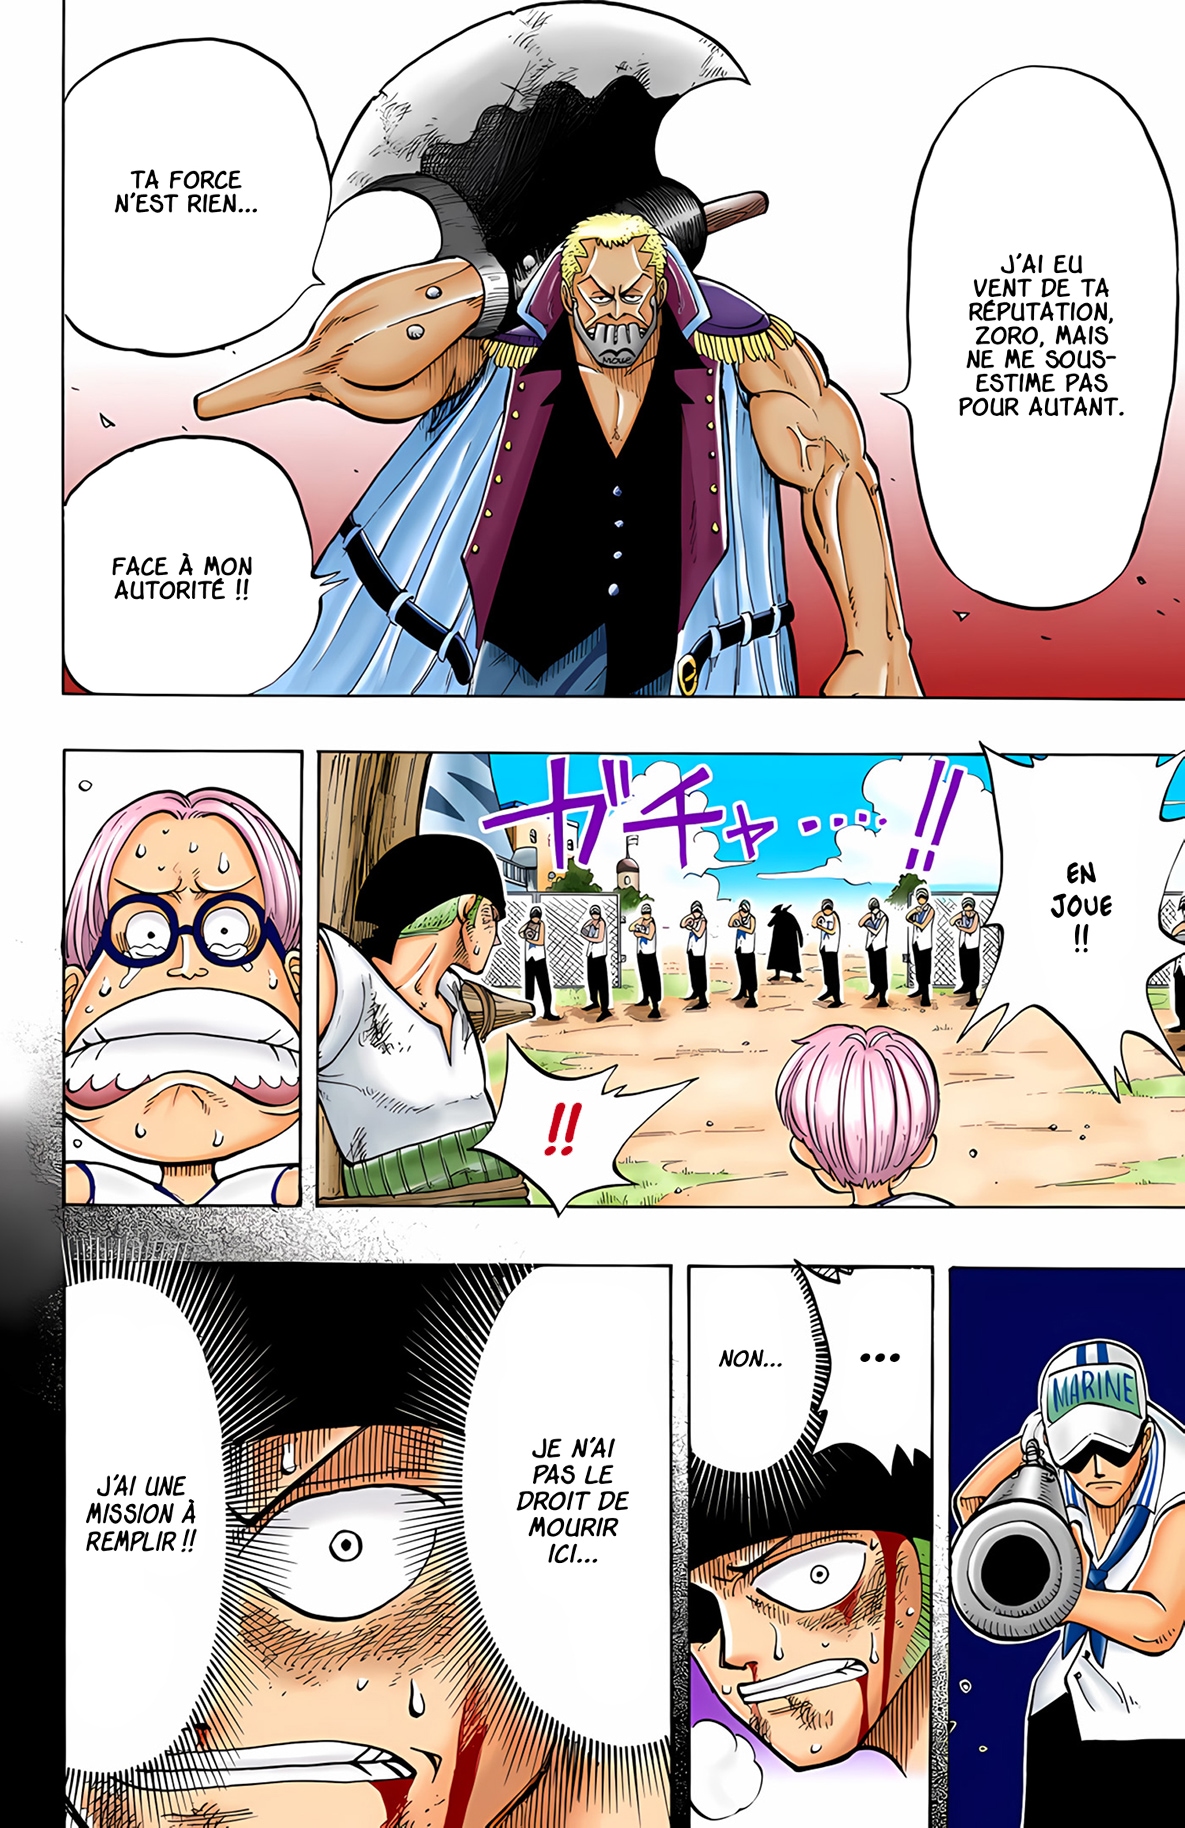 J'AI EU
VENT DE TA
RÉPUTATION,
ZORO, MAIS
NE ME SOUS-
ESTIME PAS
POUR AUTANT.
TA FORCE
N'EST RIEN...
FACE À MON
AUTORITÉ !!
EN
JOUE
!!
ガチャ····!!
!!
MARINE
...
NON...
JE N'AI
PAS LE
DROIT DE
MOURIR
ICI...
J'AI UNE
MISSION À
REMPLIR !!